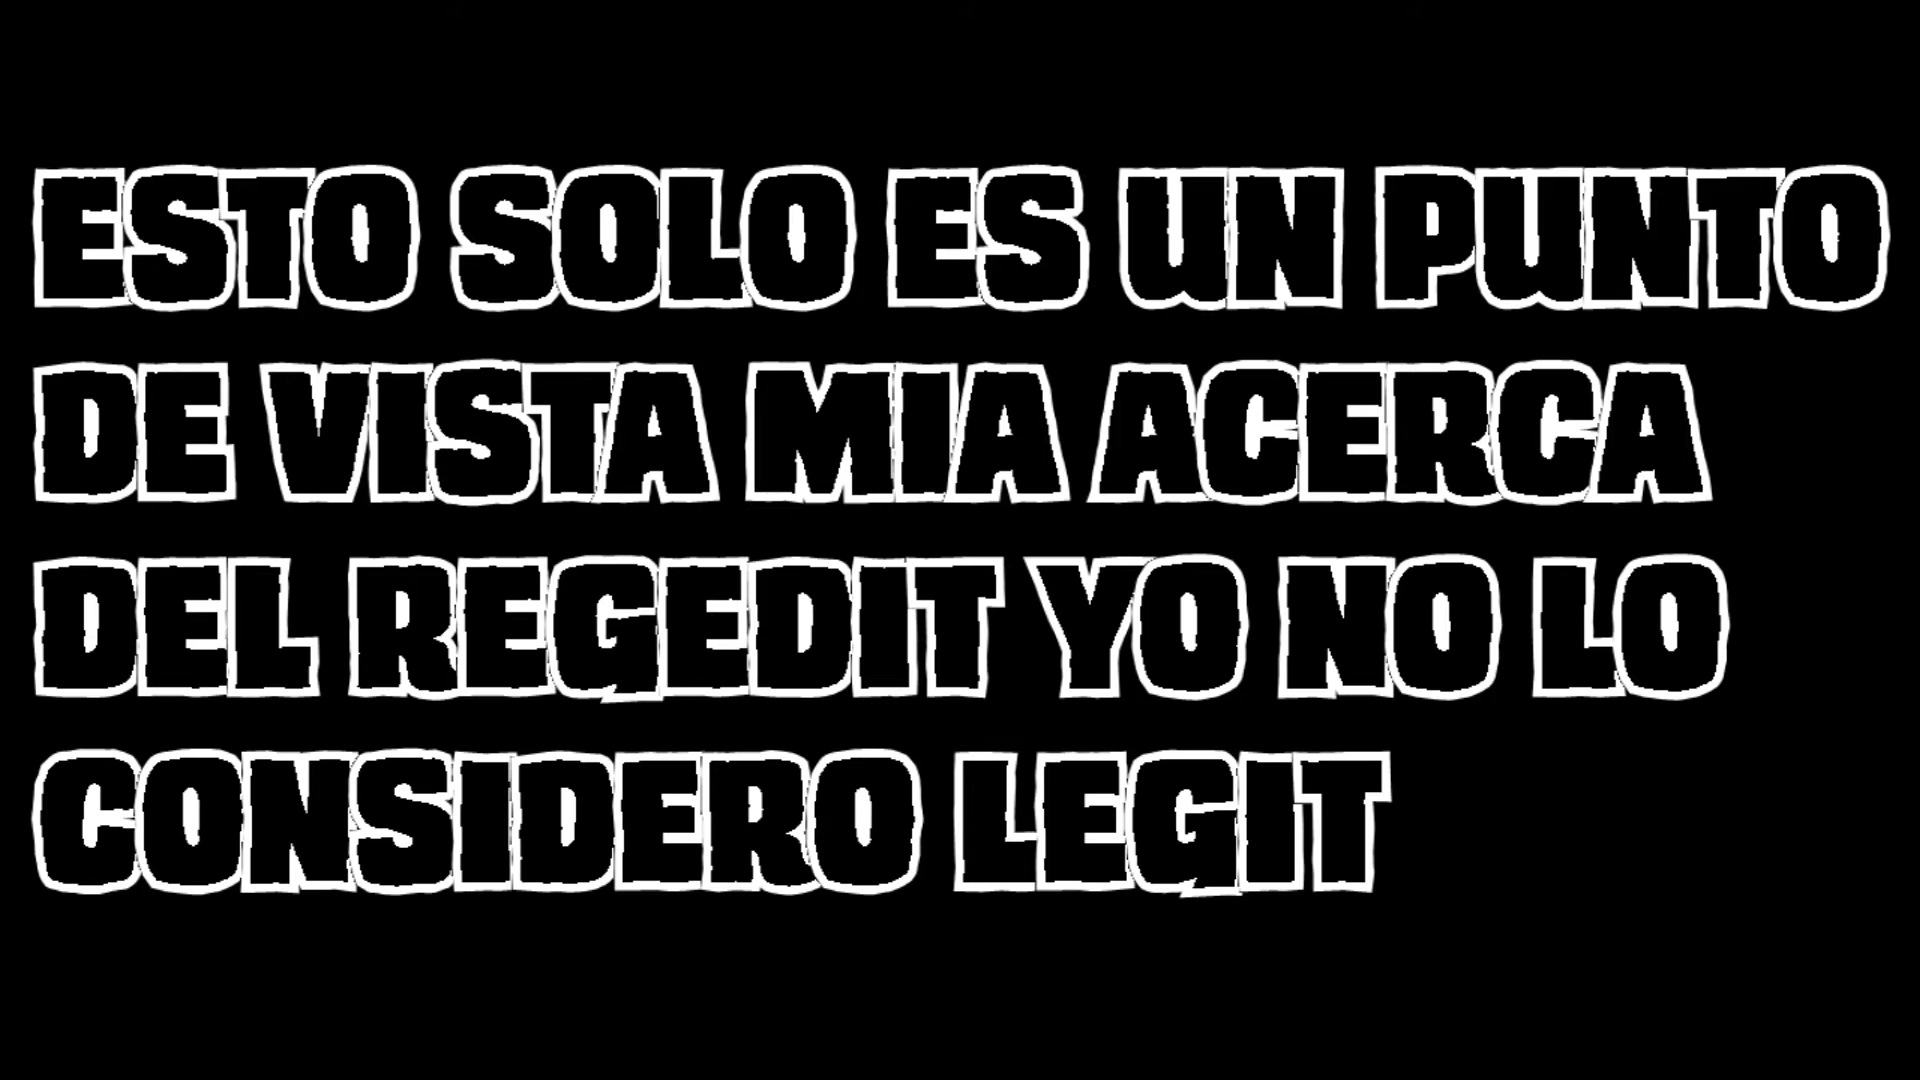 ESTO SOLO ES UN PUNTO
DE VISTA MIA ACERCA
DEL REGEDIT YO NO LO
CONSIDERO LEGIT